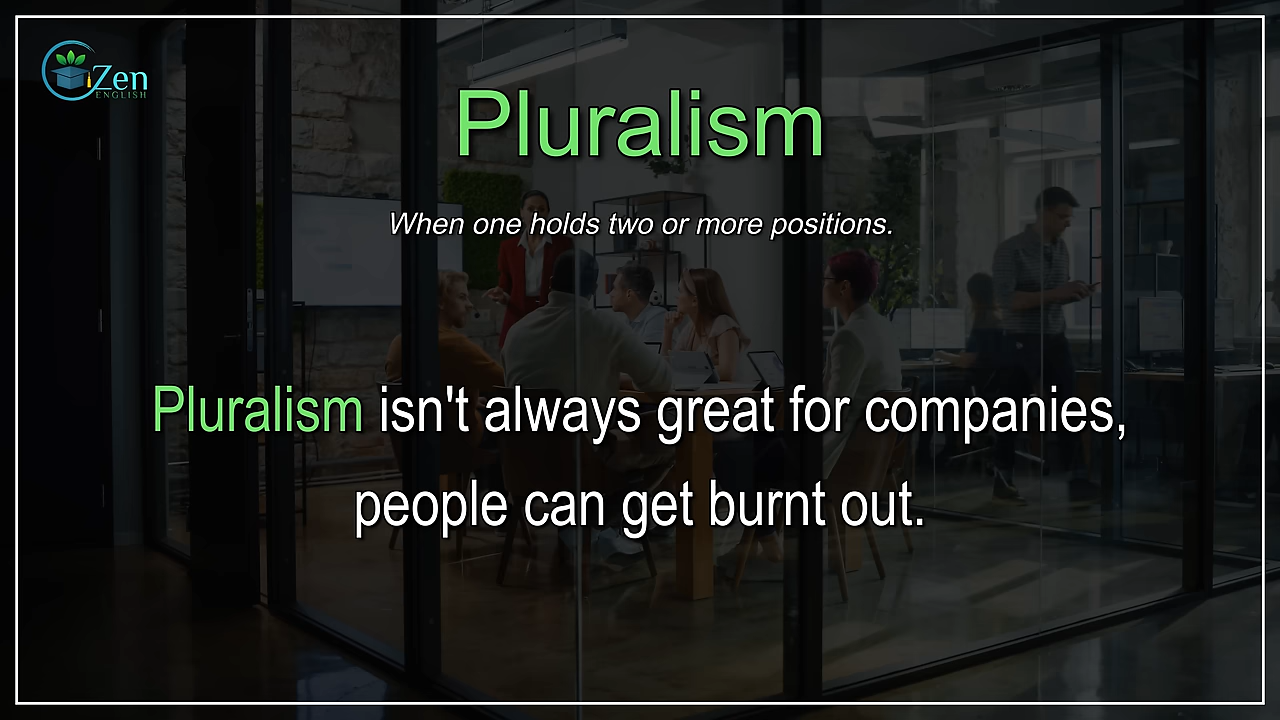 Zen
ENGLISH
Pluralism
When one holds two or more positions.
Pluralism isn't always great for companies,
people can get burnt out.